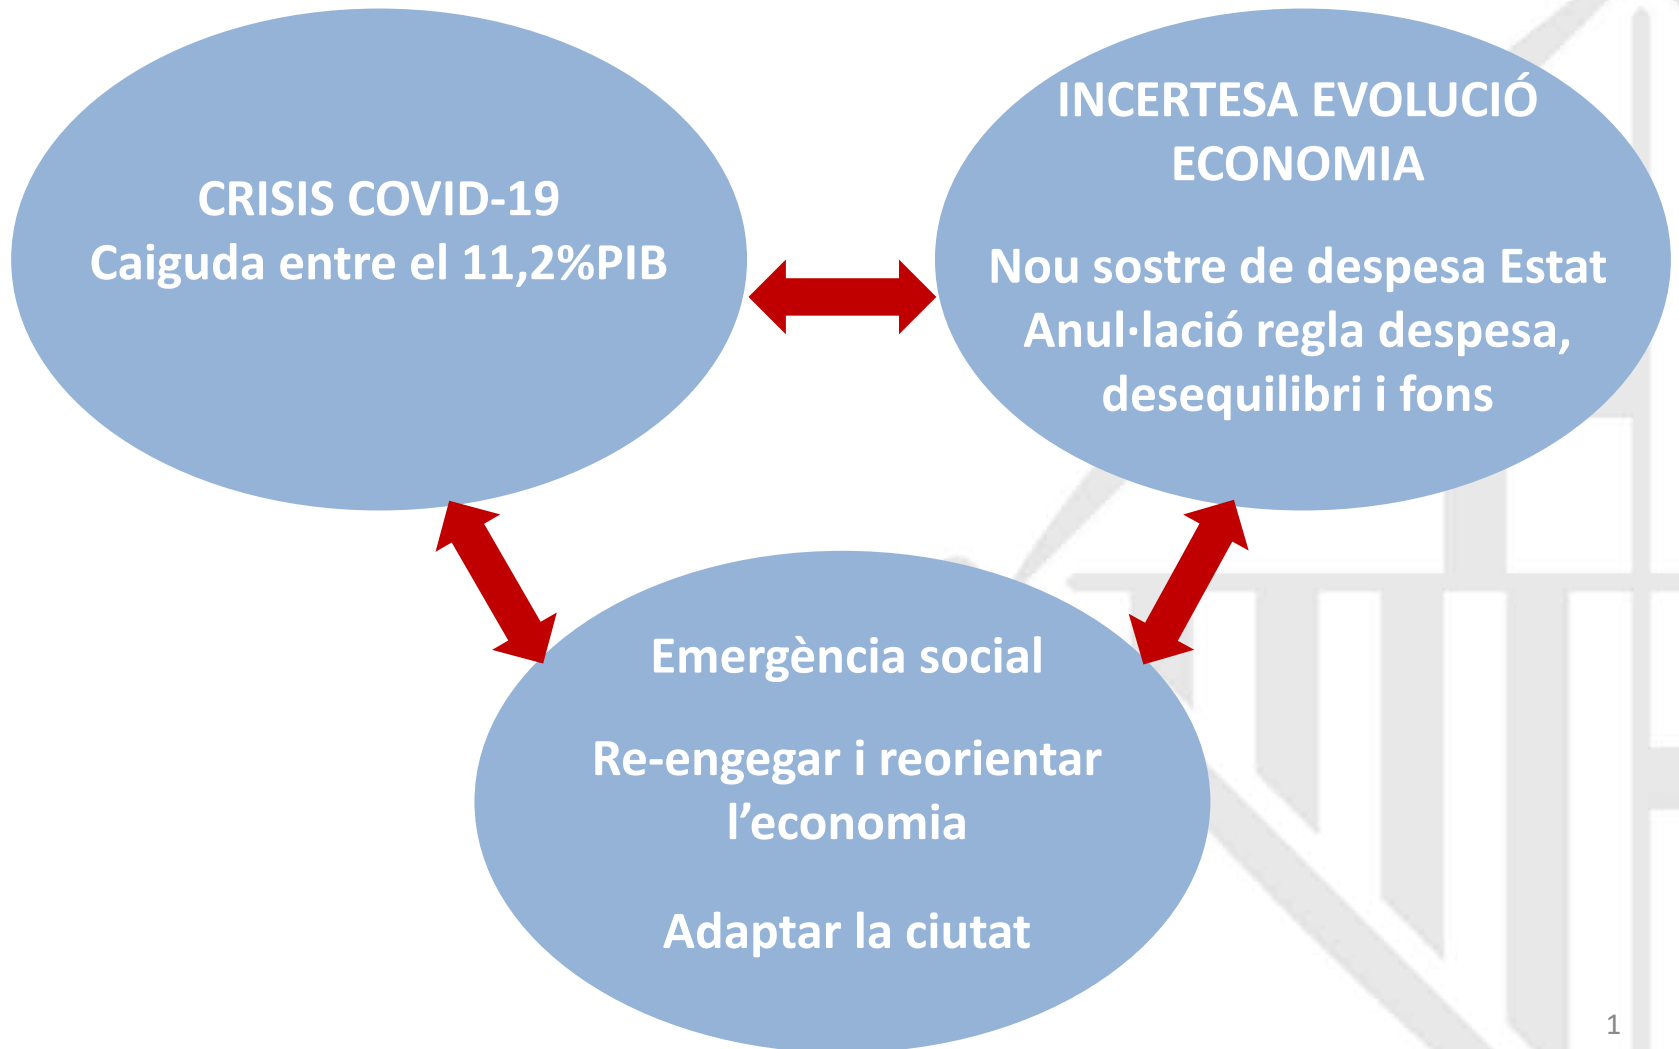 CRISIS COVID-19
Caiguda entre el 11,2%PIB
INCERTESA EVOLUCIÓ
ECONOMIA
Nou sostre de despesa Estat
Anul·lació regla despesa,
desequilibri i fons
Emergència social
Re-engegar i reorientar
l’economia
Adaptar la ciutat
1